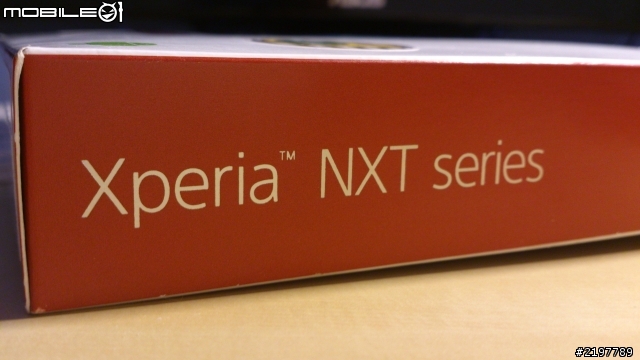 MOBILE01
Xperia™ NXT series
#2197789